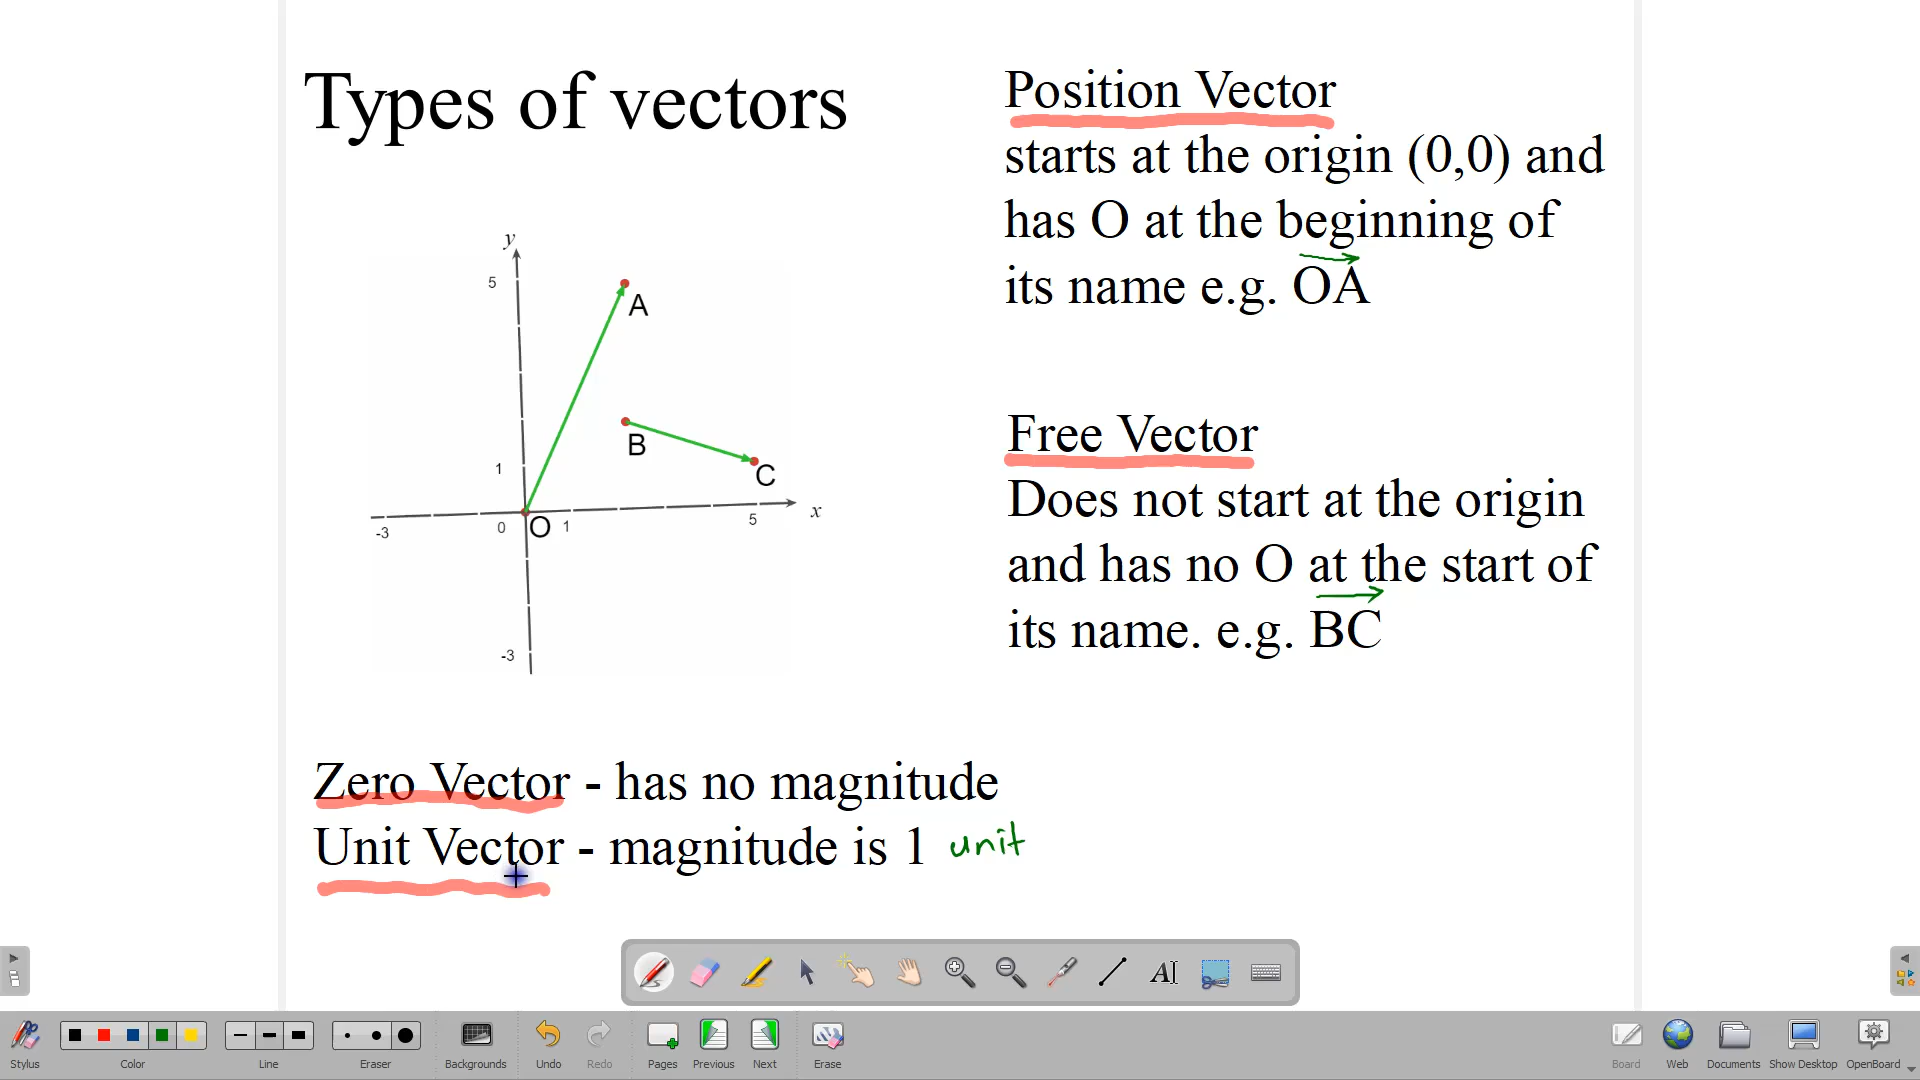 Types of vectors
Position Vector
starts at the origin (0,0) and
has O at the beginning of
its name e.g. OA
y
5
A
B
1
C
x
-3
0
O
1
5
-3
Free Vector
Does not start at the origin
and has no O at the start of
its name. e.g. BC
Zero Vector - has no magnitude
Unit Vector - magnitude is 1 unit
AI
Stylus
Color
Line
Eraser
Backgrounds
Undo
Redo
Pages
Previous
Next
Erase
Board
Web
Documents
Show Desktop
OpenBoard